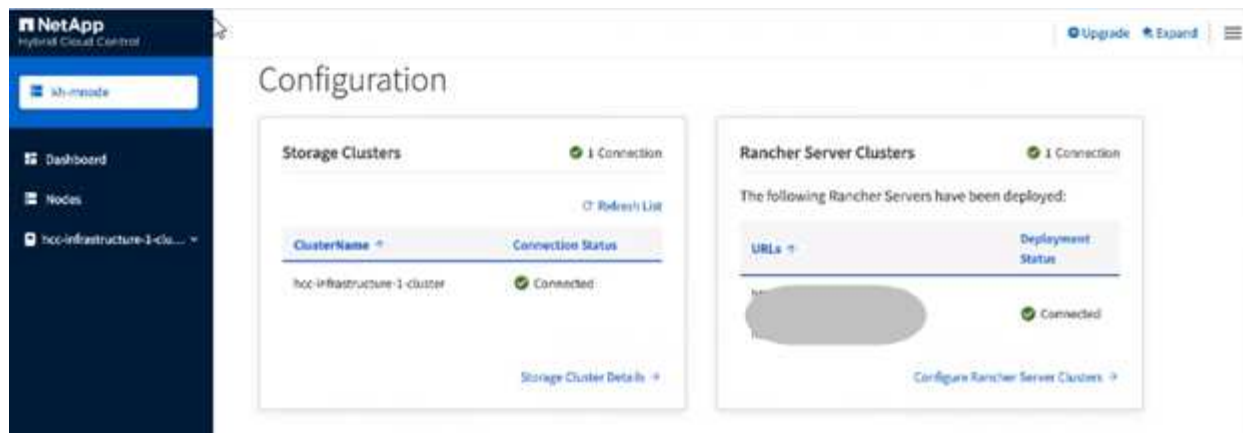 NetApp
Hybrid Cloud Control
Upgrade
Expand
kh-mnode
Configuration
Dashboard
Nodes
hcc-infrastructure-1-clu...
Storage Clusters
1 Connection
Refresh List
ClusterName
Connection Status
hcc-infrastructure-1-cluster
Connected
Storage Cluster Details
Rancher Server Clusters
1 Connection
The following Rancher Servers have been deployed:
URLs
Deployment
Status
Connected
Configure Rancher Server Clusters